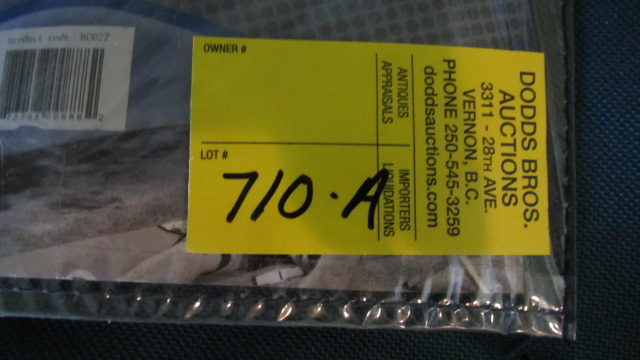 product code: BCD27
OWNER #
LOT #
710-A
DODDS BROS.
AUCTIONS
3311 - 28TH AVE.
VERNON, B.C.
PHONE 250-545-3259
doddsauctions.com
ANTIQUES IMPORTERS
APPRAISALS LIQUIDATIONS